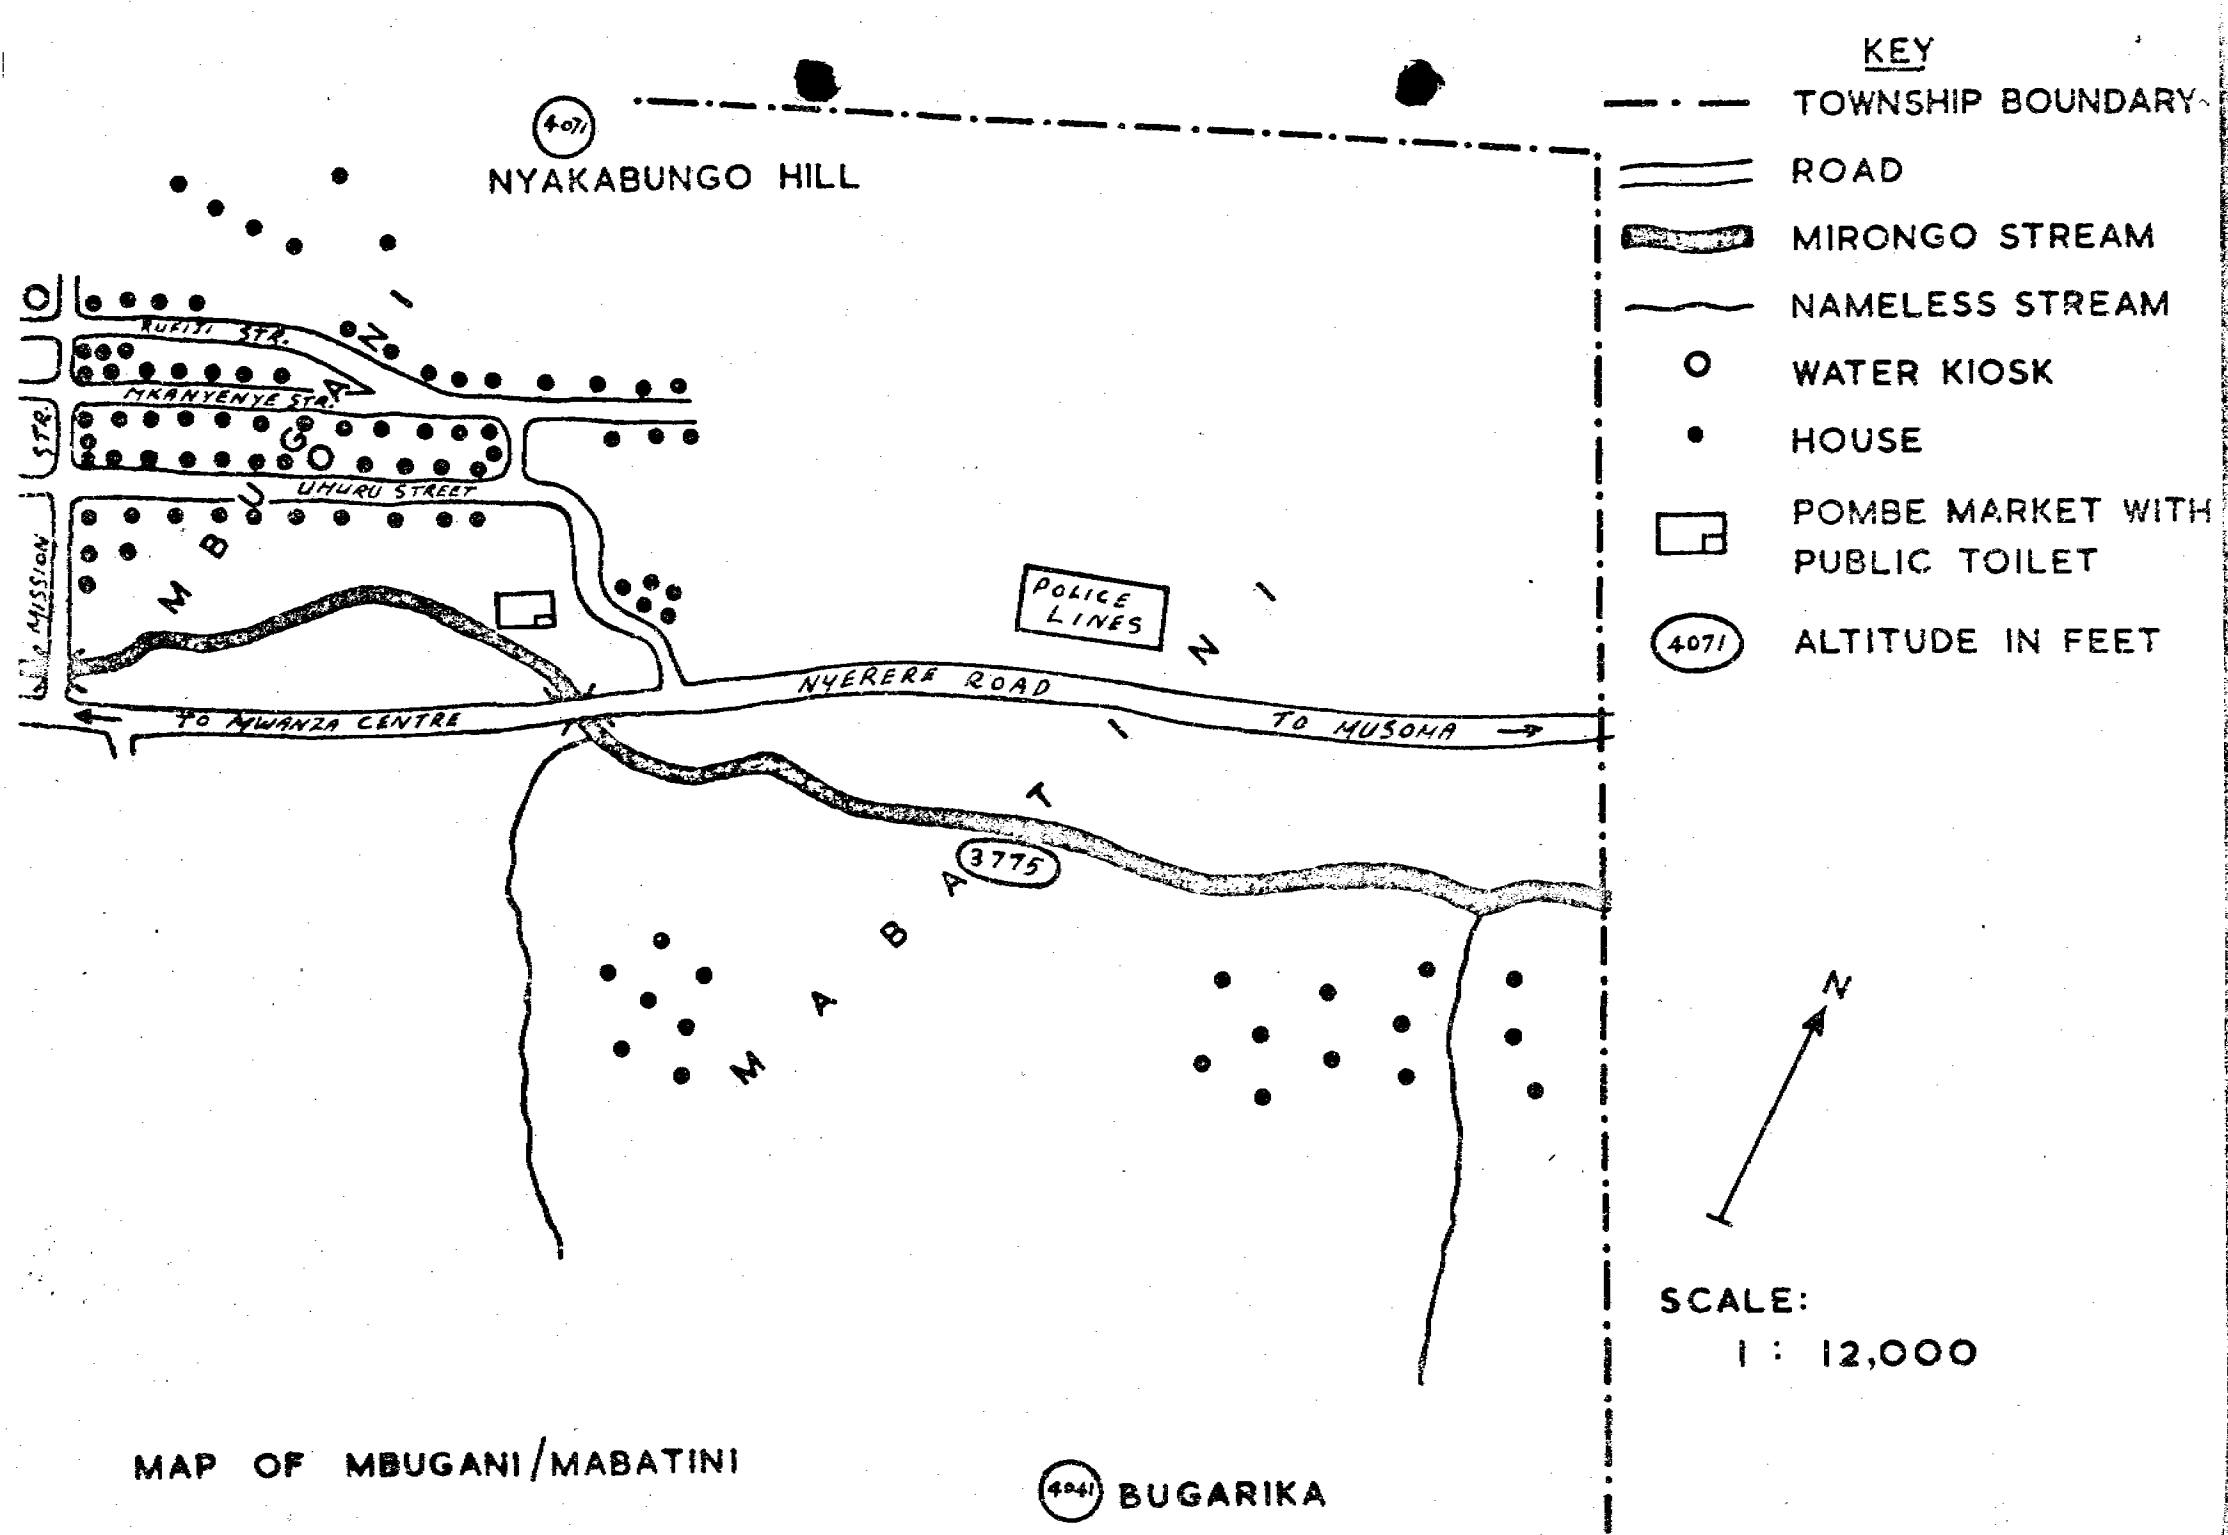 KEY
TOWNSHIP BOUNDARY
ROAD
MIRONGO STREAM
NAMELESS STREAM
WATER KIOSK
HOUSE
POMBE MARKET WITH
PUBLIC TOILET
4071 ALTITUDE IN FEET
4071
NYAKABUNGO HILL
RUFIJI STR.
MKANYENYE STR.
UHURU STREET
MISSION STR.
MBUGANI
POLICE
LINES
NYERERE ROAD
TO MWANZA CENTRE
TO MUSOMA
3775
MABATINI
N
SCALE:
1 : 12,000
MAP OF MBUGANI/MABATINI
4041 BUGARIKA